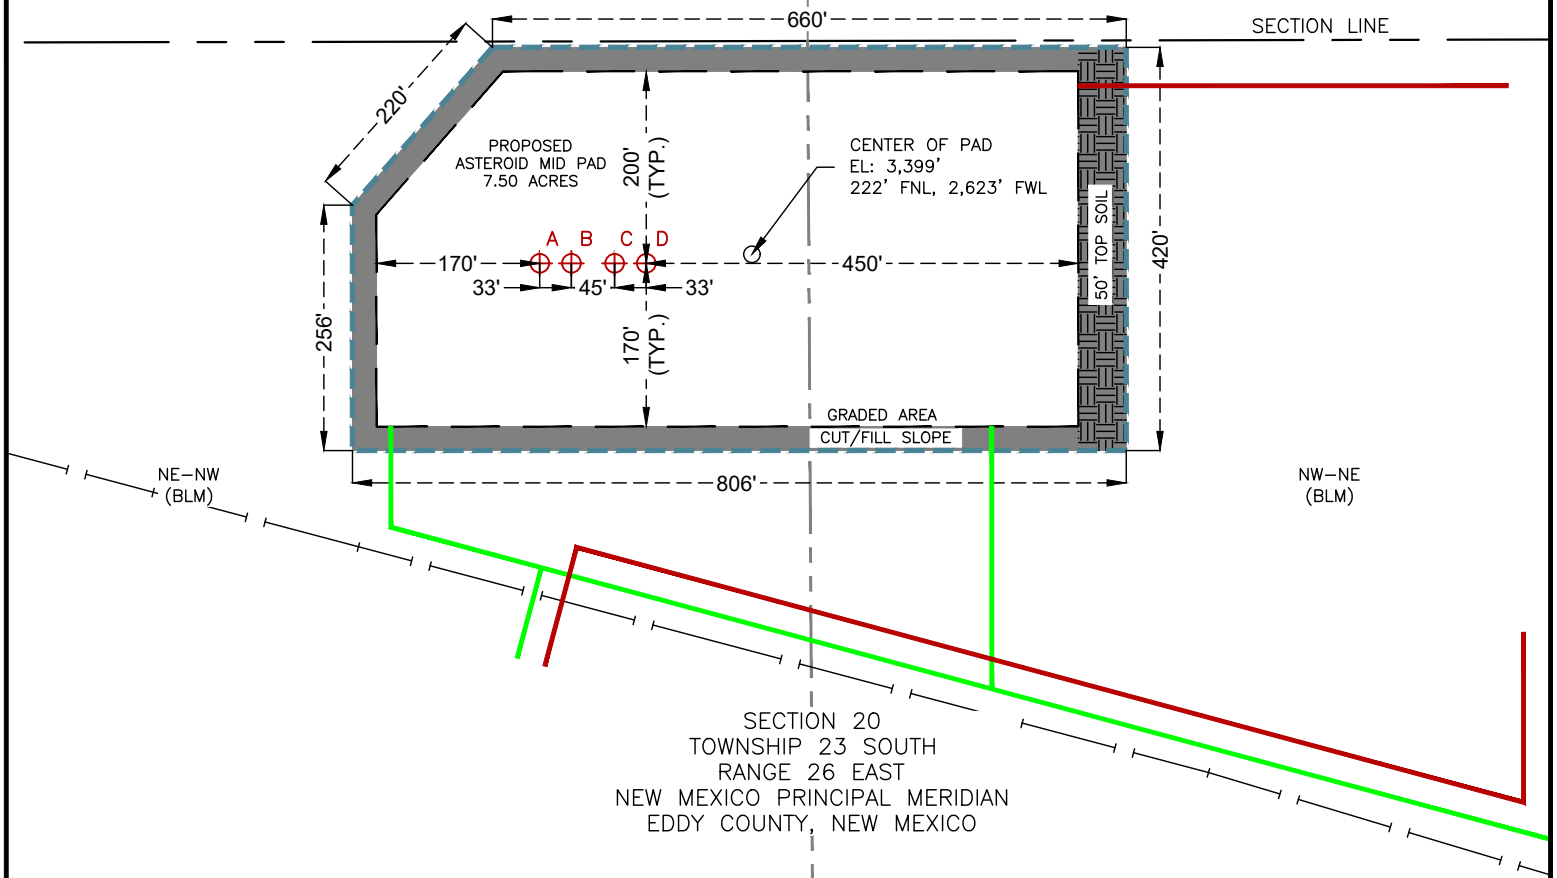 660'
SECTION LINE
220'
PROPOSED
ASTEROID MID PAD
7.50 ACRES
200'
(TYP.)
CENTER OF PAD
EL: 3,399'
222' FNL, 2,623' FWL
50' TOP SOIL
420'
A B C D
170'
450'
33' 45' 33'
256'
170'
(TYP.)
GRADED AREA
CUT/FILL SLOPE
806'
NE-NW
(BLM)
NW-NE
(BLM)
SECTION 20
TOWNSHIP 23 SOUTH
RANGE 26 EAST
NEW MEXICO PRINCIPAL MERIDIAN
EDDY COUNTY, NEW MEXICO